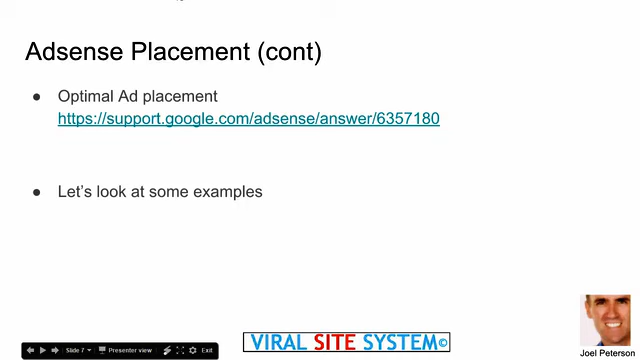 Adsense Placement (cont)
● Optimal Ad placement
https://support.google.com/adsense/answer/6357180
● Let's look at some examples
Joel Peterson
Slide 7 Presenter view Exit
VIRAL SITE SYSTEM©